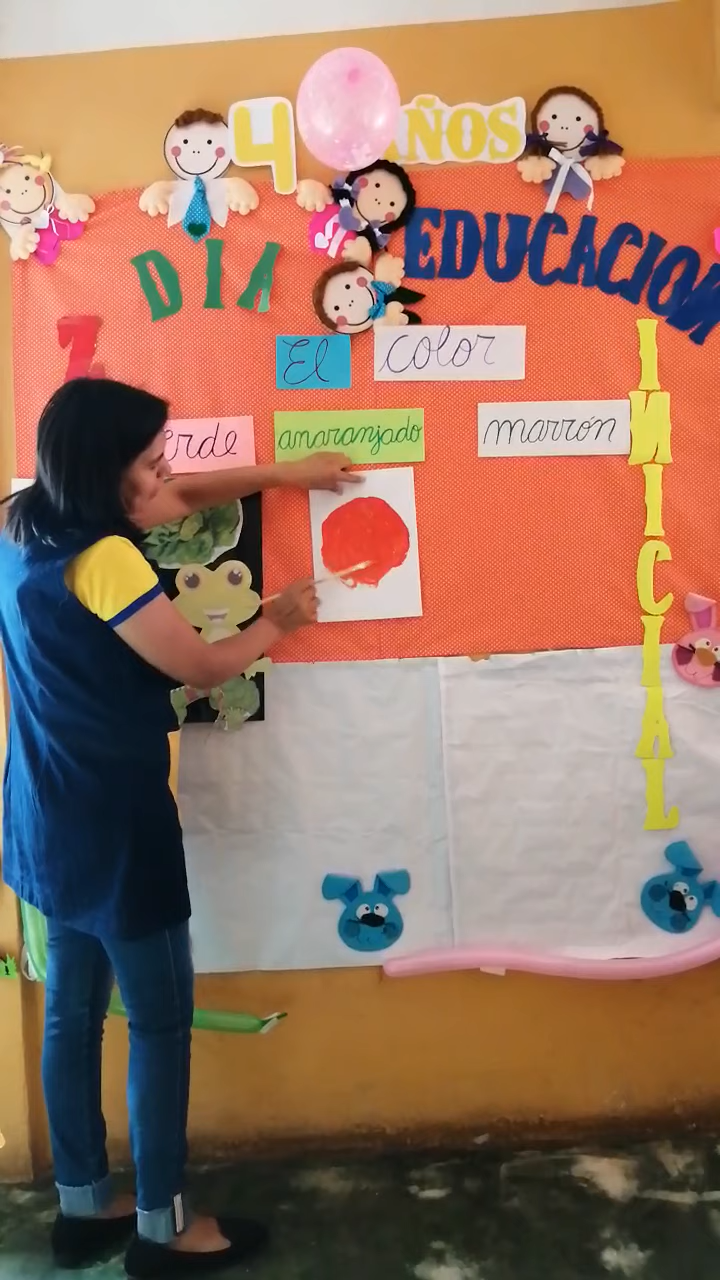 4 AÑOS
DIA EDUCACION
INICIAL
El color
erde anaranjado marrón